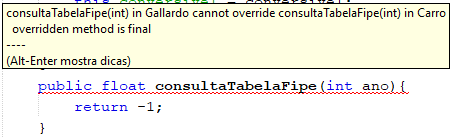 consultaTabelaFipe(int) in Gallardo cannot override consultaTabelaFipe(int) in Carro
overridden method is final
----
(Alt-Enter mostra dicas)
public float consultaTabelaFipe(int ano){
return -1;
}